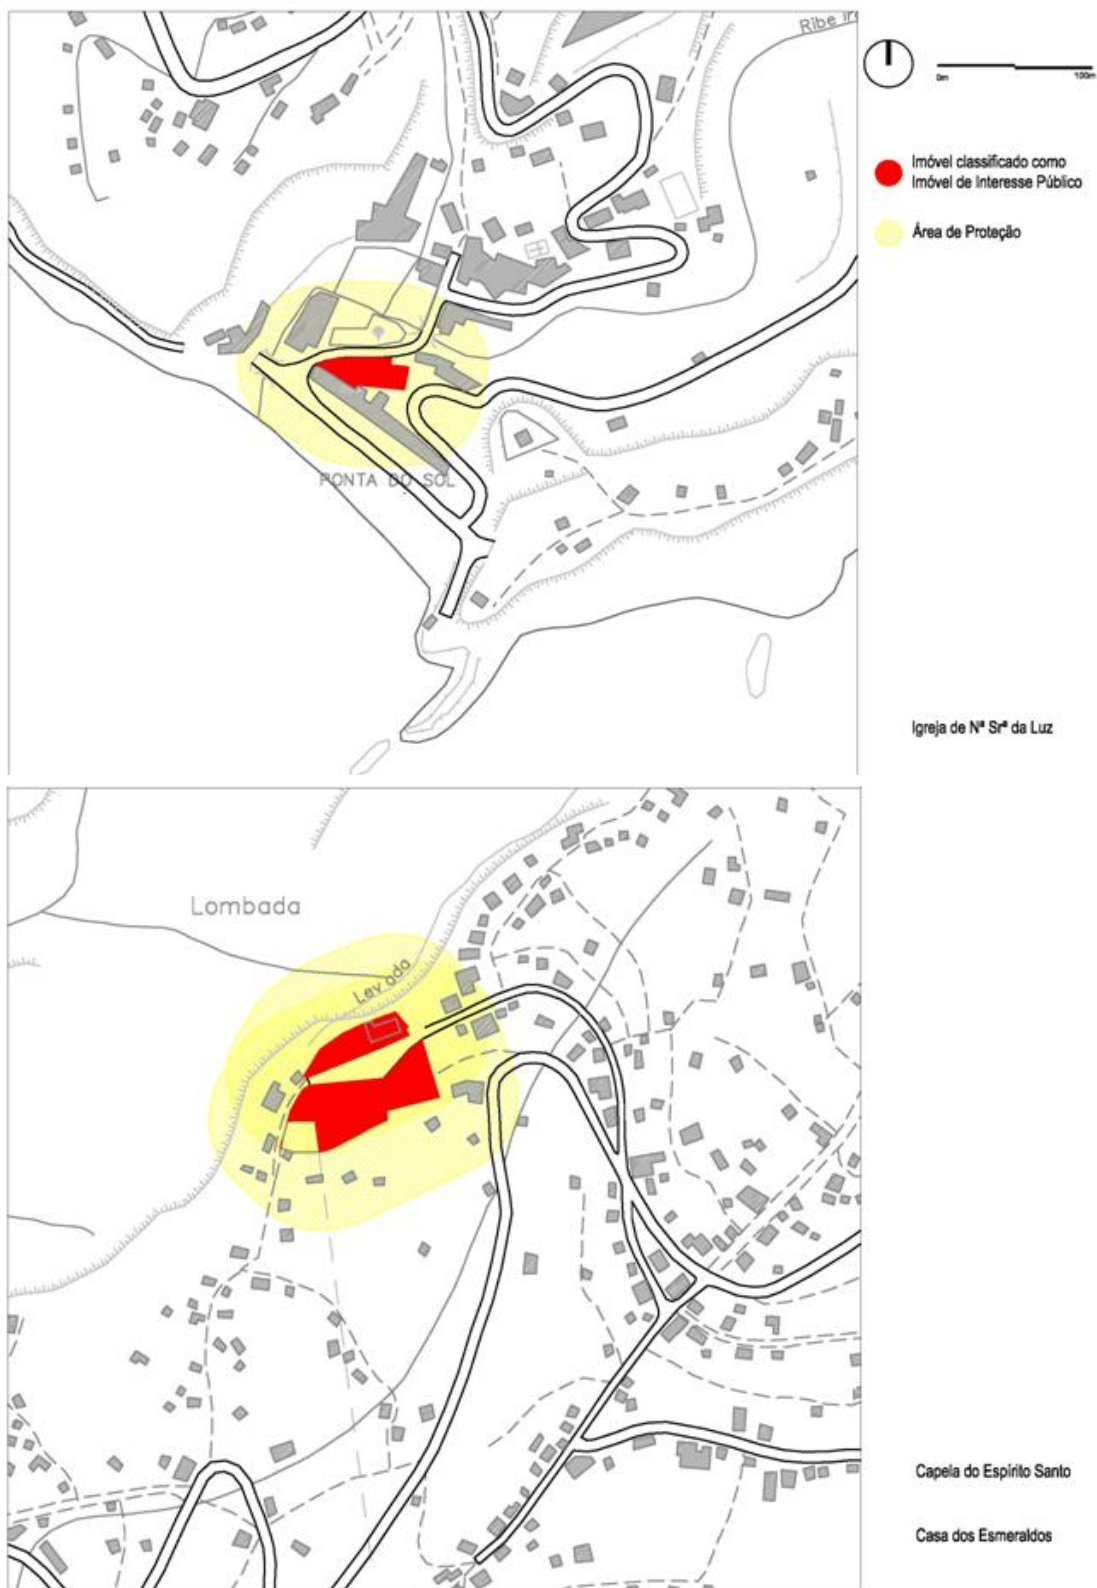 Ribeira
0m
100m
Imóvel classificado como
Imóvel de Interesse Público
Área de Proteção
PONTA DO SOL
Igreja de Nª Srª da Luz
Lombada
Levada
Capela do Espírito Santo
Casa dos Esmeraldos